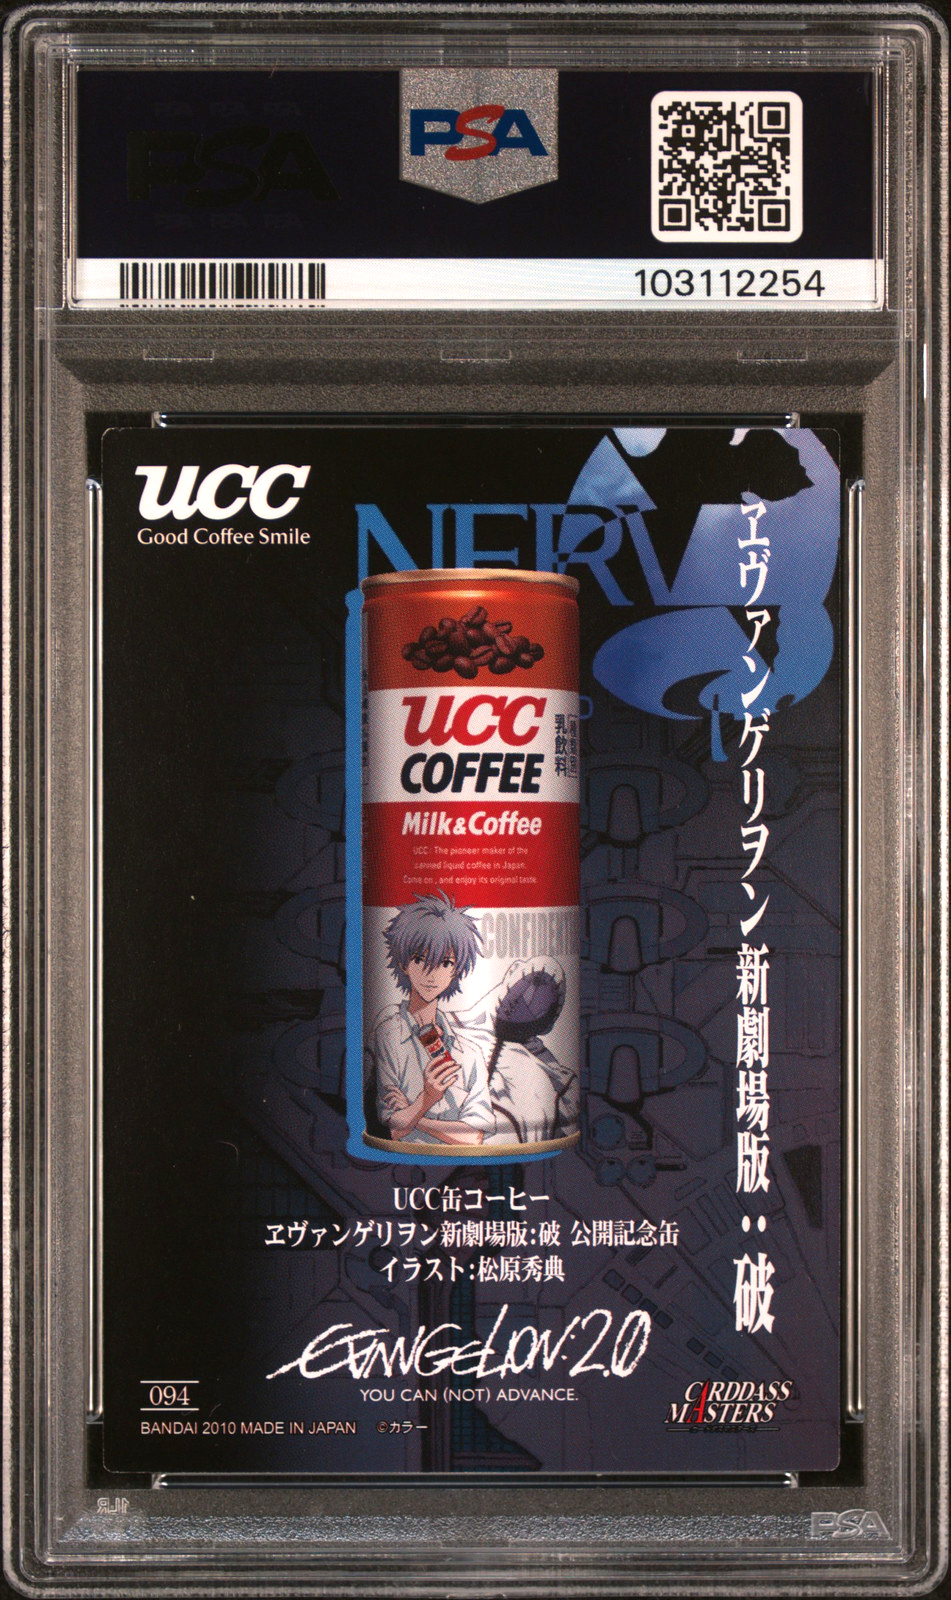 PSA
PSA
103112254
ucc
Good Coffee Smile
NERV
ヱヴァンゲリヲン新劇場版:破
ucc
COFFEE
乳飲料
Milk&Coffee
UCC: The pioneer maker of the
canned liquid coffee in Japan.
Come on, and enjoy its original taste.
UCC
UCC缶コーヒー
ヱヴァンゲリヲン新劇場版:破 公開記念缶
イラスト:松原秀典
EVANGELION:2.0
YOU CAN (NOT) ADVANCE.
094
CARDDASS
MASTERS
BANDAI 2010 MADE IN JAPAN ©カラー
PSA